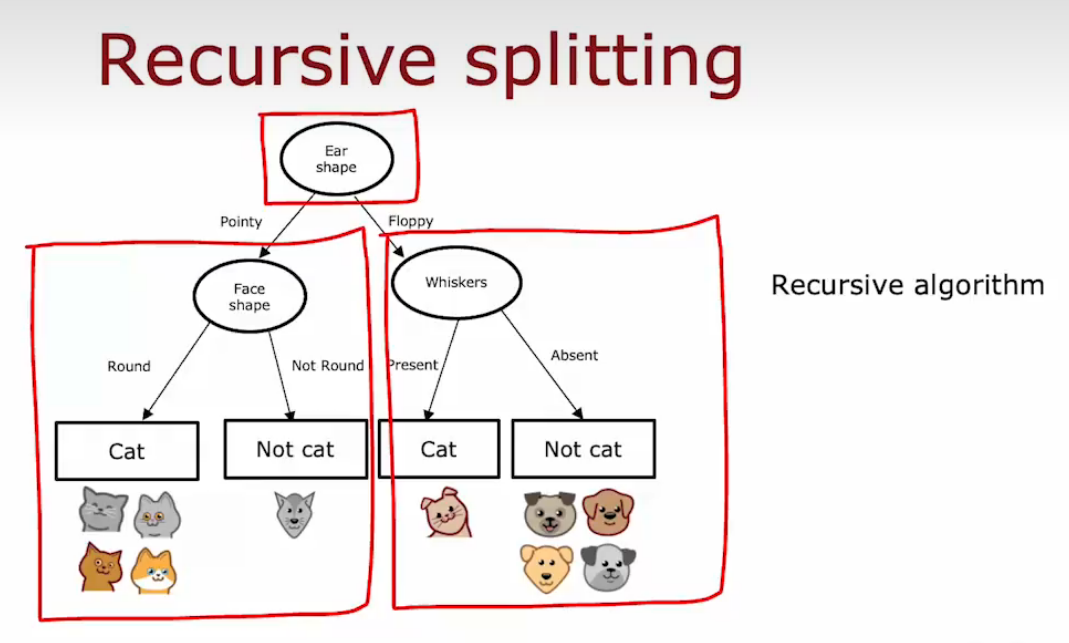 Recursive splitting
Ear
shape
Pointy
Floppy
Face
shape
Whiskers
Recursive algorithm
Round
Not Round
Present
Absent
Cat
Not cat
Cat
Not cat